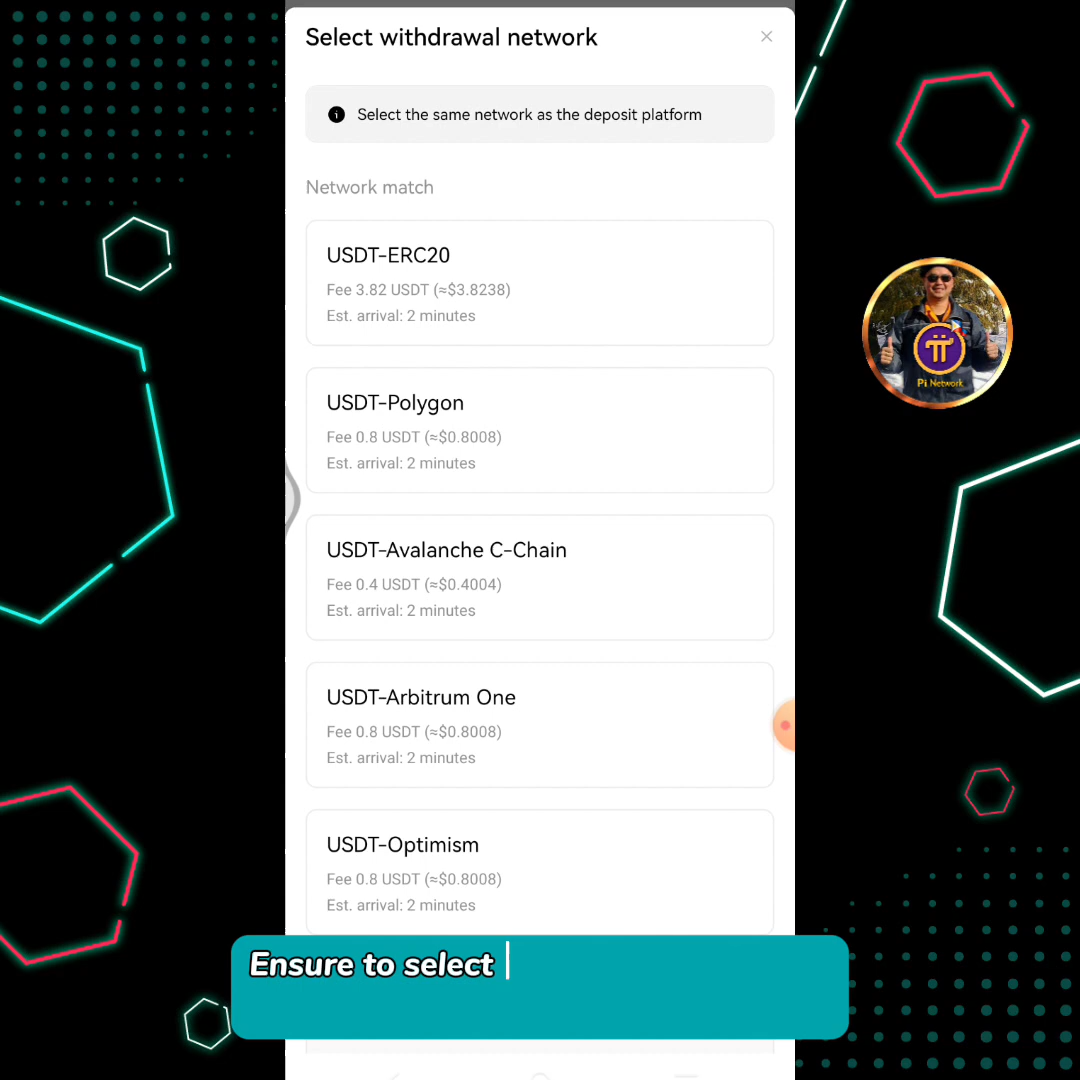 Select withdrawal network
Select the same network as the deposit platform
Network match
USDT-ERC20
Fee 3.82 USDT (≈$3.8238)
Est. arrival: 2 minutes
USDT-Polygon
Fee 0.8 USDT (≈$0.8008)
Est. arrival: 2 minutes
USDT-Avalanche C-Chain
Fee 0.4 USDT (≈$0.4004)
Est. arrival: 2 minutes
USDT-Arbitrum One
Fee 0.8 USDT (≈$0.8008)
Est. arrival: 2 minutes
USDT-Optimism
Fee 0.8 USDT (≈$0.8008)
Est. arrival: 2 minutes
Ensure to select
Pi Network